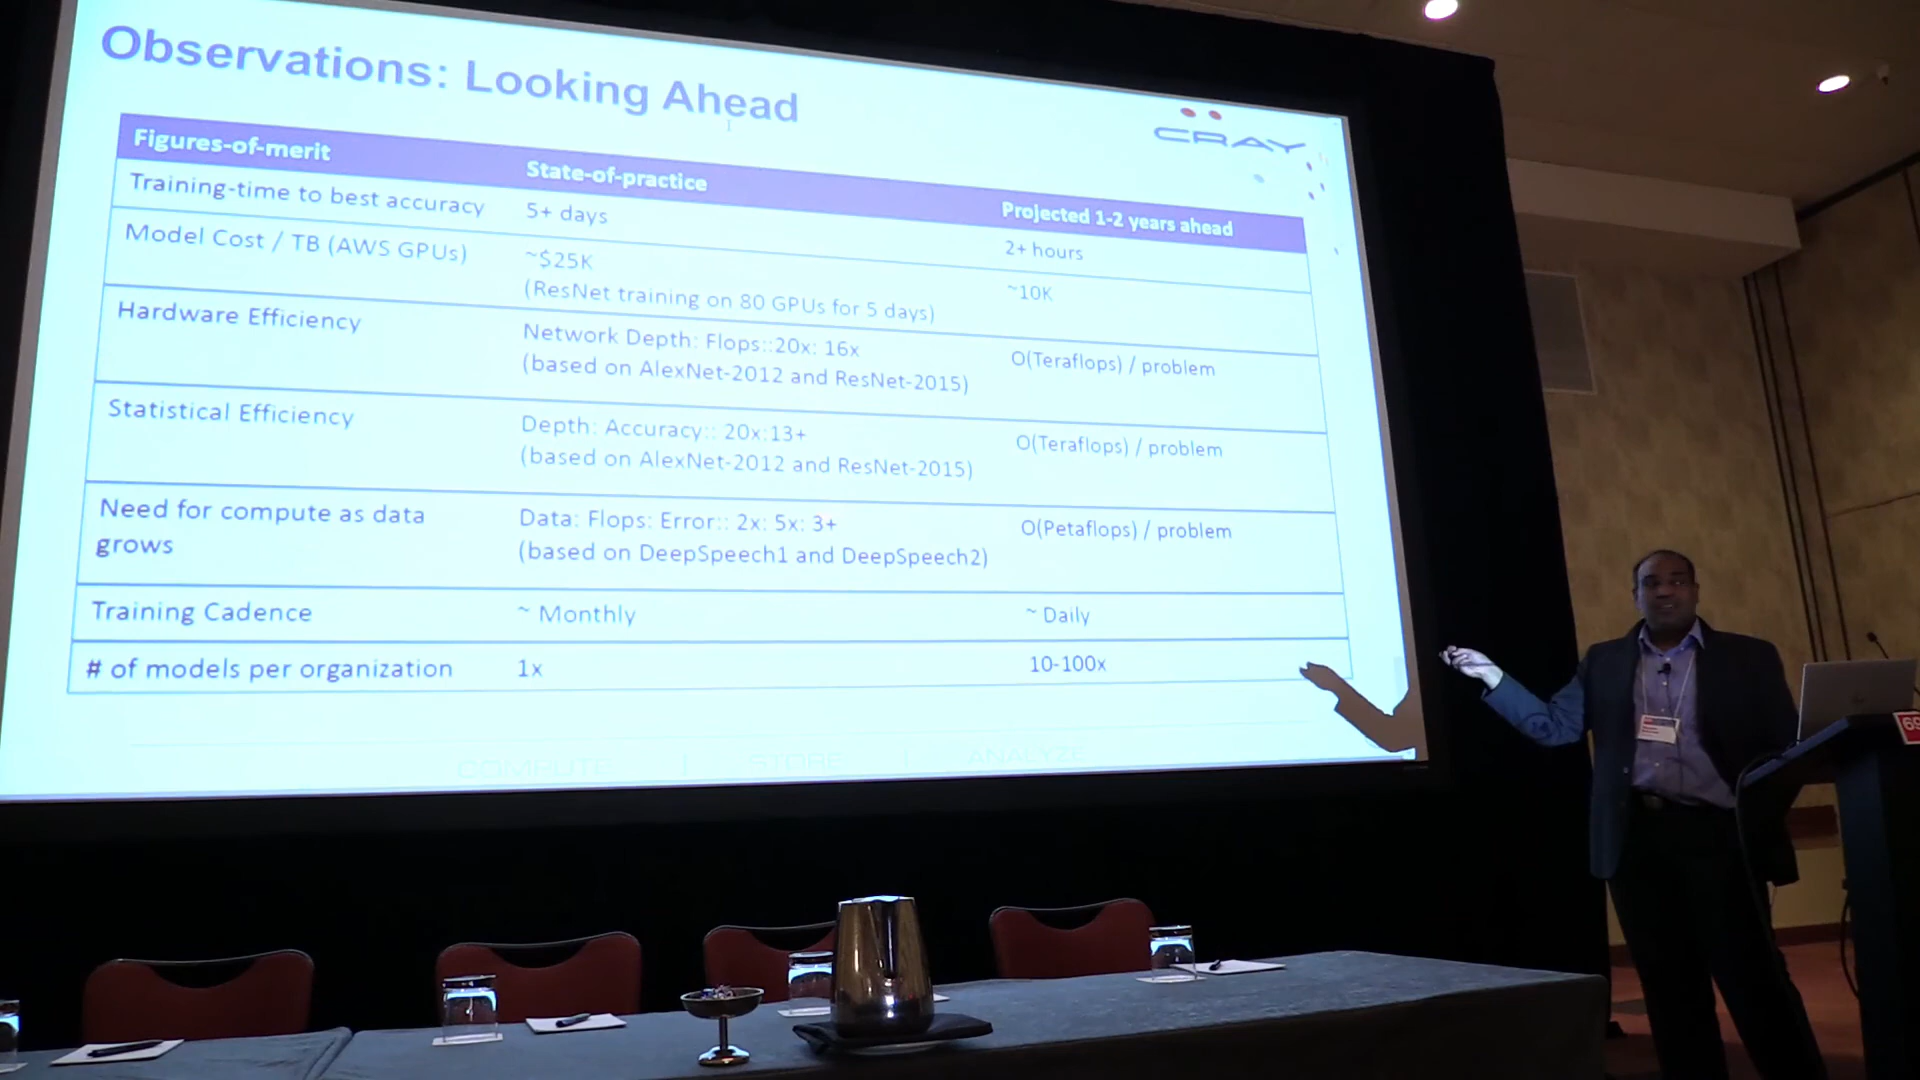 Observations: Looking Ahead
CRAY
Figures-of-merit
State-of-practice
Projected 1-2 years ahead
Training-time to best accuracy
5+ days
2+ hours
Model Cost / TB (AWS GPUs)
~$25K
(ResNet training on 80 GPUs for 5 days)
~10K
Hardware Efficiency
Network Depth: Flops::20x: 16x
(based on AlexNet-2012 and ResNet-2015)
O(Teraflops) / problem
Statistical Efficiency
Depth: Accuracy:: 20x:13+
(based on AlexNet-2012 and ResNet-2015)
O(Teraflops) / problem
Need for compute as data
grows
Data: Flops: Error:: 2x: 5x: 3+
(based on DeepSpeech1 and DeepSpeech2)
O(Petaflops) / problem
Training Cadence
~ Monthly
~ Daily
# of models per organization
1x
10-100x
COMPUTE | STORE | ANALYZE